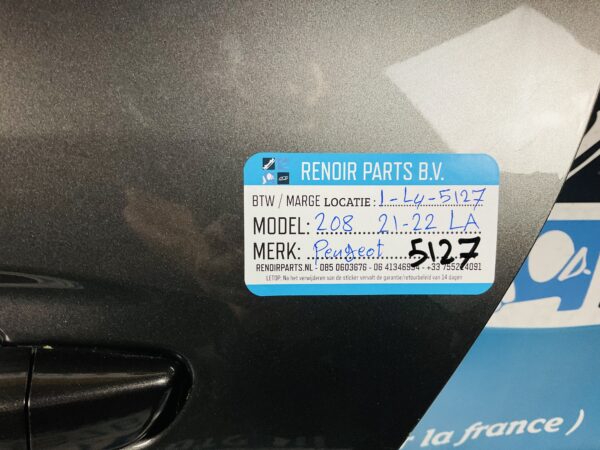 RENOIR PARTS B.V.
BTW / MARGE LOCATIE : 1-L4-5127
MODEL: 208 21-22 LA
MERK: Peugeot 5127
RENOIRPARTS.NL - 085 0603676 - 06 41346994 - +33 755204091
LETOP: Na het verwijderen van de sticker vervalt de garantie/retourbeleid van 14 dagen
la france )